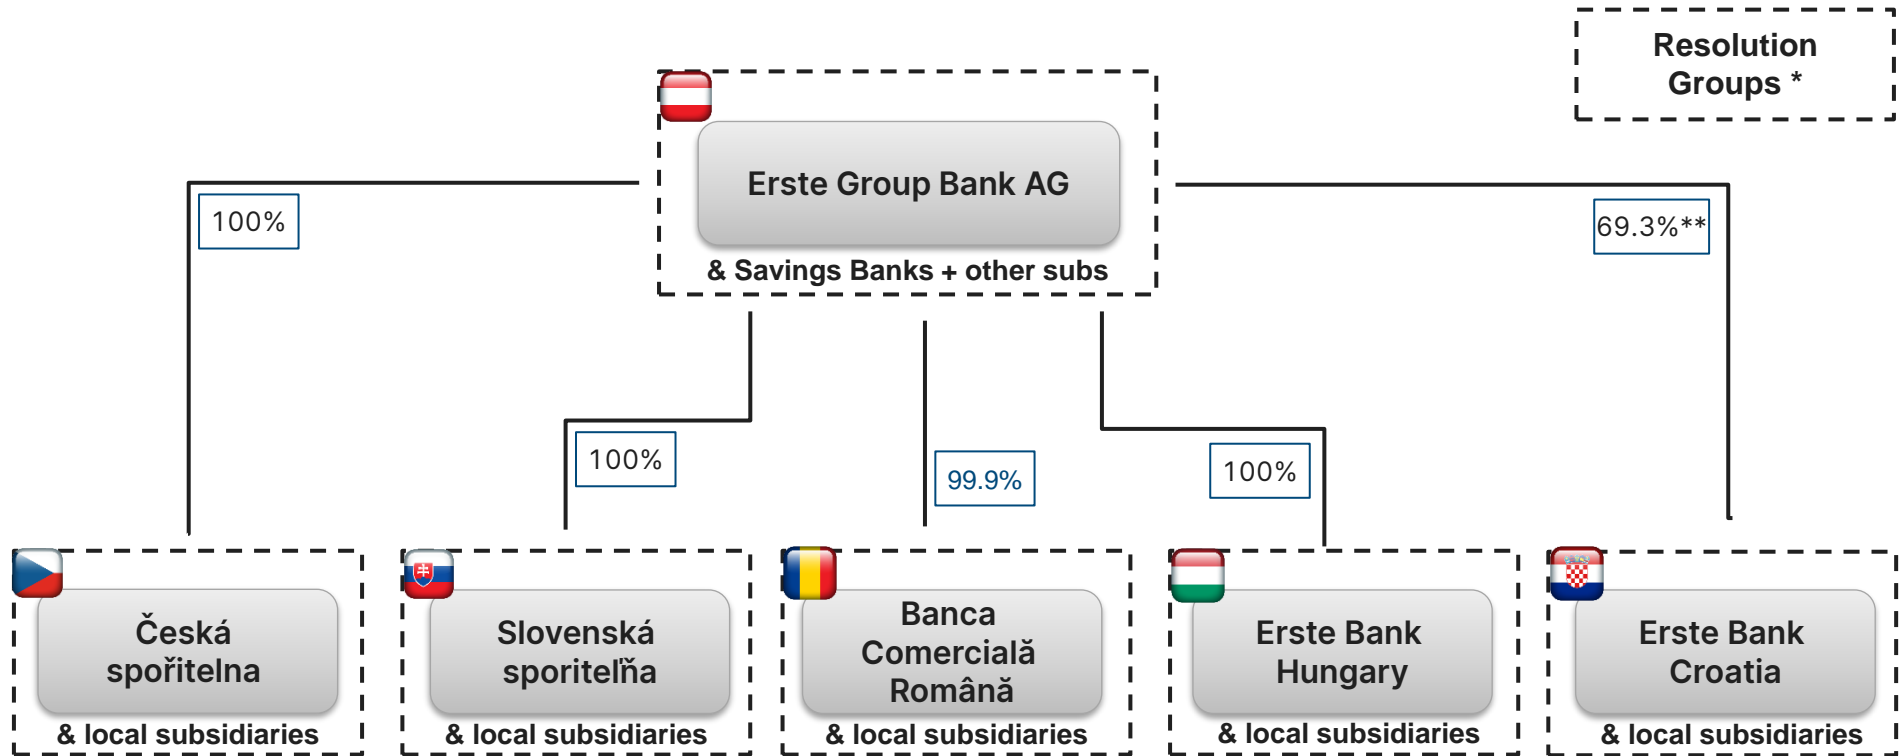 Resolution
Groups *
Erste Group Bank AG
& Savings Banks + other subs
100%
69.3%**
100%
99.9%
100%
Česká
spořitelna
& local subsidiaries
Slovenská
sporiteľňa
& local subsidiaries
Banca
Comercială
Română
& local subsidiaries
Erste Bank
Hungary
& local subsidiaries
Erste Bank
Croatia
& local subsidiaries